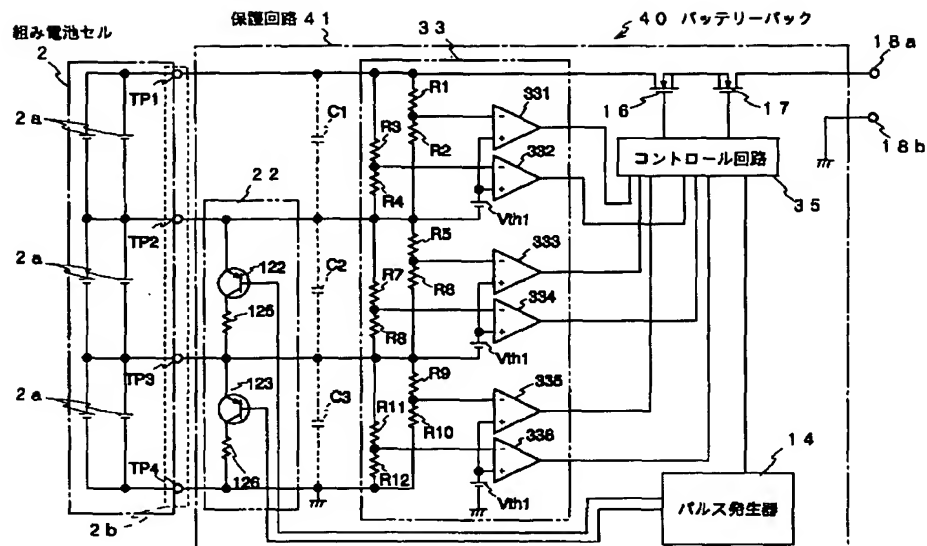 保護回路 41
40 バッテリーパック
組み電池セル
33
2
18a
TP1
R1
331
16
17
2a
C1
R3
R2
332
18b
22
R4
コントロール回路
Vth1
35
TP2
R5
333
2a
122
C2
R7
R6
334
125
R8
Vth1
TP3
R9
123
335
2a
C3
R11
R10
336
14
TP4
126
R12
Vth1
パルス発生器
2b